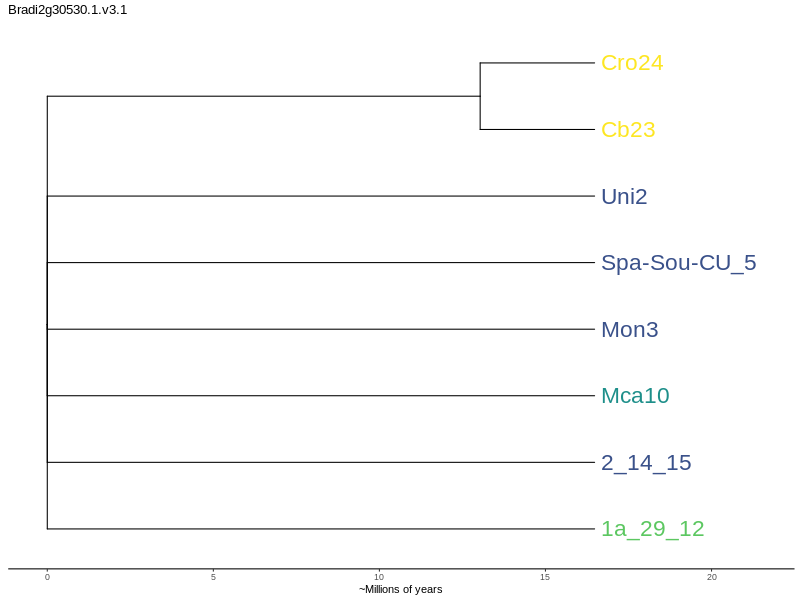 Bradi2g30530.1.v3.1
Cro24
Cb23
Uni2
Spa-Sou-CU_5
Mon3
Mca10
2_14_15
1a_29_12
0 5 10 15 20
~Millions of years